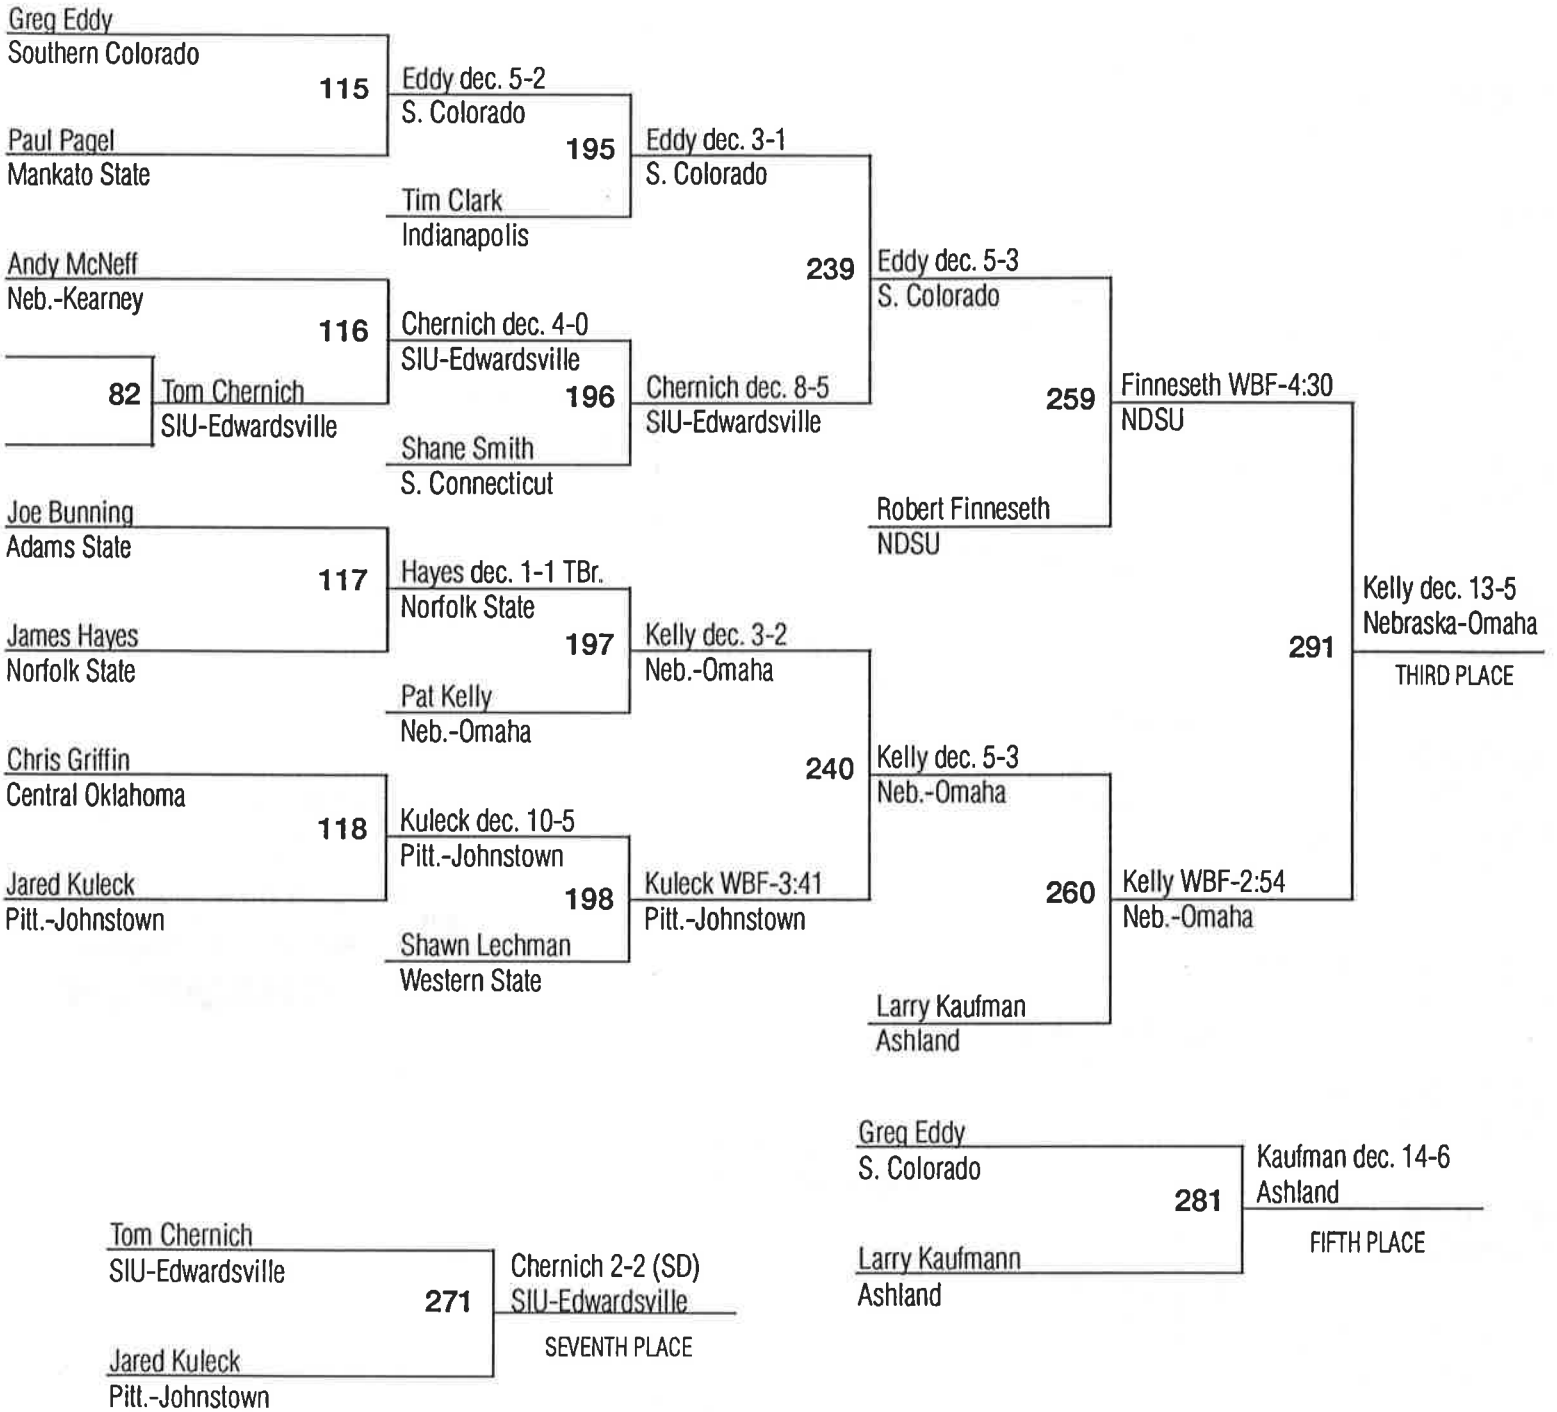 Greg Eddy
Southern Colorado
115
Eddy dec. 5-2
S. Colorado
Paul Pagel
Mankato State
195
Eddy dec. 3-1
S. Colorado
Tim Clark
Indianapolis
Andy McNeff
Neb.-Kearney
239
Eddy dec. 5-3
S. Colorado
116
Chernich dec. 4-0
SIU-Edwardsville
82
Tom Chernich
SIU-Edwardsville
196
Chernich dec. 8-5
SIU-Edwardsville
259
Finneseth WBF-4:30
NDSU
Shane Smith
S. Connecticut
Joe Bunning
Adams State
Robert Finneseth
NDSU
117
Hayes dec. 1-1 TBr.
Norfolk State
Kelly dec. 13-5
Nebraska-Omaha
291
THIRD PLACE
James Hayes
Norfolk State
197
Kelly dec. 3-2
Neb.-Omaha
Pat Kelly
Neb.-Omaha
Chris Griffin
Central Oklahoma
240
Kelly dec. 5-3
Neb.-Omaha
118
Kuleck dec. 10-5
Pitt.-Johnstown
Jared Kuleck
Pitt.-Johnstown
198
Kuleck WBF-3:41
Pitt.-Johnstown
260
Kelly WBF-2:54
Neb.-Omaha
Shawn Lechman
Western State
Larry Kaufman
Ashland
Greg Eddy
S. Colorado
281
Kaufman dec. 14-6
Ashland
FIFTH PLACE
Larry Kaufmann
Ashland
Tom Chernich
SIU-Edwardsville
271
Chernich 2-2 (SD)
SIU-Edwardsville
SEVENTH PLACE
Jared Kuleck
Pitt.-Johnstown